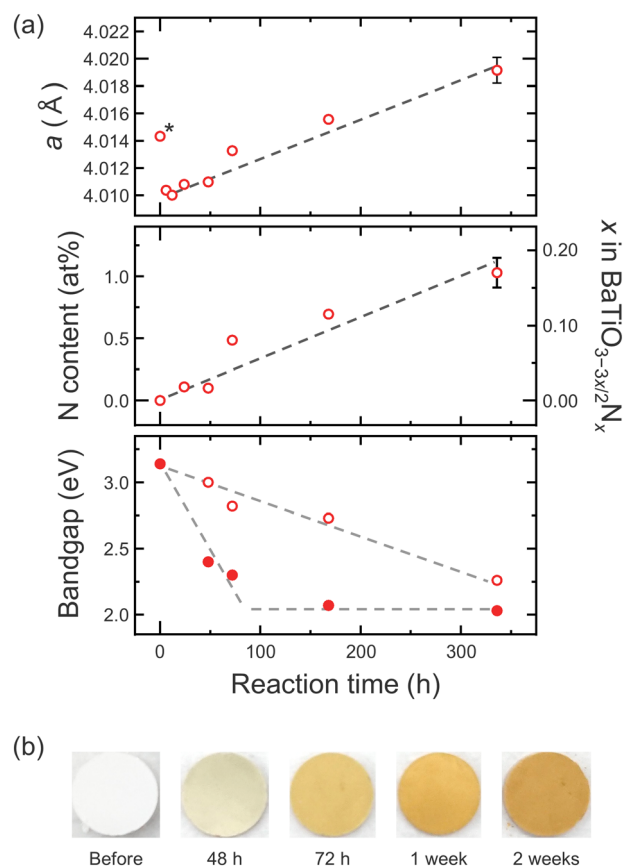 (a)
a (Å)
4.022
4.020
4.018
4.016
4.014
4.012
4.010
*
N content (at%)
1.0
0.5
0.0
0.20
0.10
0.00
x in BaTiO3−3x/2Nx
Bandgap (eV)
3.0
2.5
2.0
0 100 200 300
Reaction time (h)
(b)
Before 48 h 72 h 1 week 2 weeks